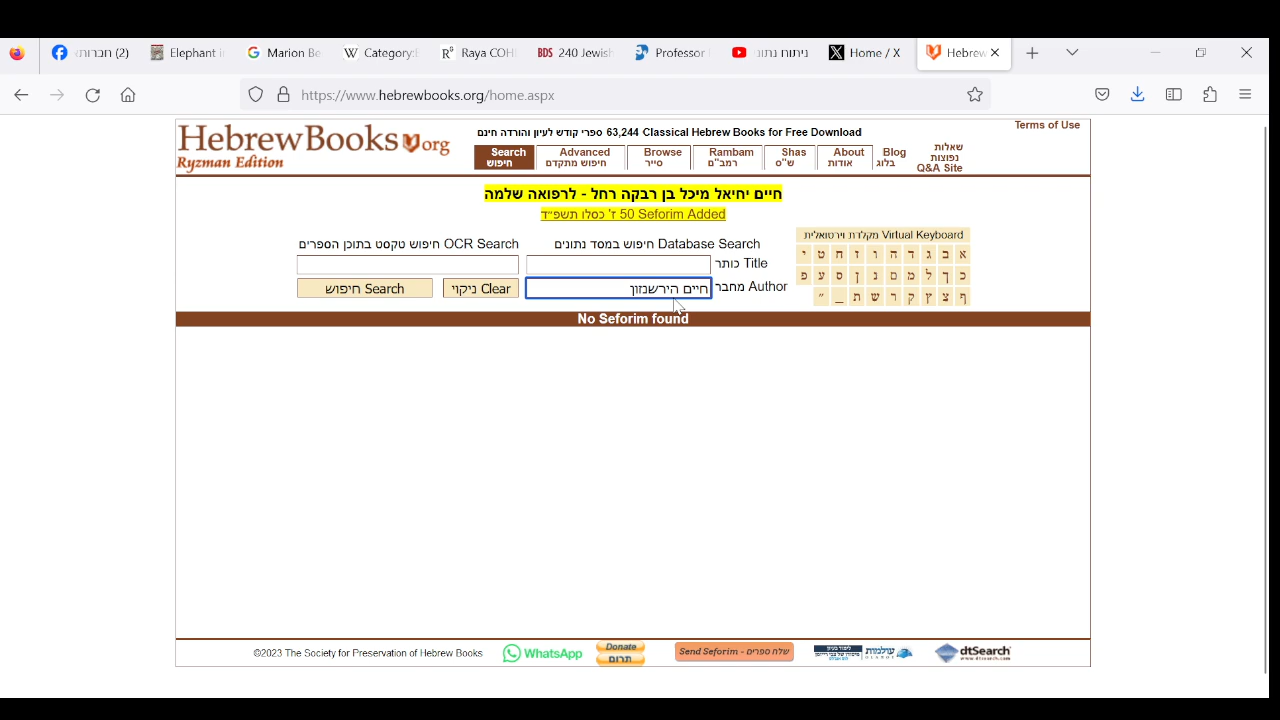 חברות (2)
Elephant i
Marion Be
Category:
Raya COH
BDS 240 Jewish
Professor
ניתוח נתונ
Home / X
Hebrew
https://www.hebrewbooks.org/home.aspx
HebrewBooks.org
Ryzman Edition
63,244 Classical Hebrew Books for Free Download ספרי קודש לעיון והורדה חינם
Terms of Use
Search חיפוש
Advanced חיפוש מתקדם
Browse סייר
Rambam רמב"ם
Shas ש"ס
About אודות
Blog בלוג
שאלות נפוצות Q&A Site
חיים יחיאל מיכל בן רבקה רחל - לרפואה שלמה
50 Seforim Added ז' כסלו תשפ״ד
OCR Search חיפוש טקסט בתוכן הספרים
Database Search חיפוש במסד נתונים
Virtual Keyboard מקלדת וירטואלית
Title כותר
Author מחבר
חיים הירשנזון
Search חיפוש
Clear ניקוי
א ב ג ד ה ו ז ח ט י
כ ך ל מ ם נ ן ס ע פ
ף צ ץ ק ר ש ת _ ״
No Seforim found
©2023 The Society for Preservation of Hebrew Books
WhatsApp
Donate
תרום
Send Seforim - שלח ספרים
עולמות
dtSearch
www.dtsearch.com